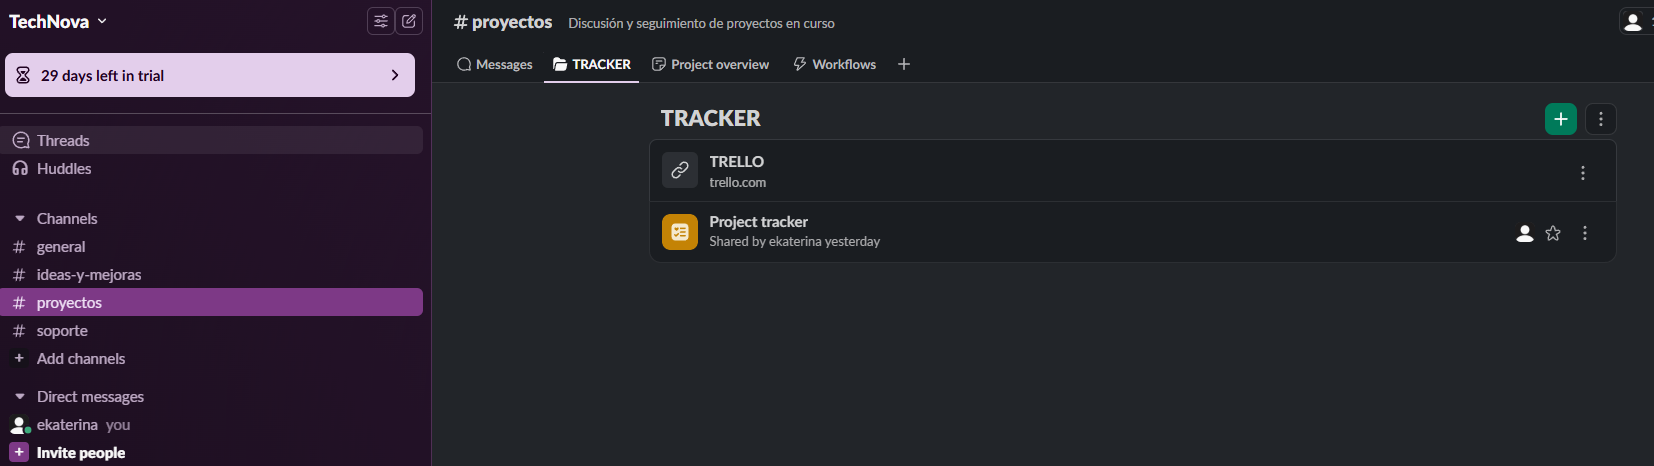 TechNova
29 days left in trial
Threads
Huddles
Channels
# general
# ideas-y-mejoras
# proyectos
# soporte
+ Add channels
Direct messages
ekaterina you
+ Invite people
# proyectos Discusión y seguimiento de proyectos en curso
Messages TRACKER Project overview Workflows +
TRACKER
TRELLO
trello.com
Project tracker
Shared by ekaterina yesterday